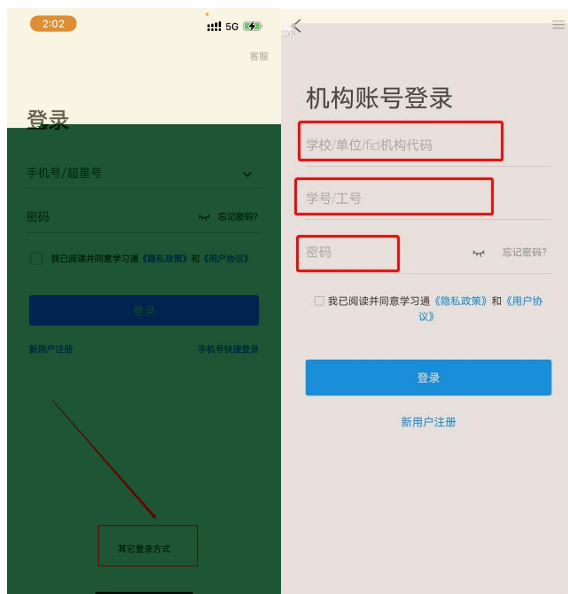 2:02
5G
客服
登录
手机号/超星号
密码
忘记密码?
我已阅读并同意学习通《隐私政策》和《用户协议》
登录
新用户注册
手机号快捷登录
其它登录方式
机构账号登录
学校/单位/fid机构代码
学号/工号
密码
忘记密码?
我已阅读并同意学习通《隐私政策》和《用户协
议》
登录
新用户注册